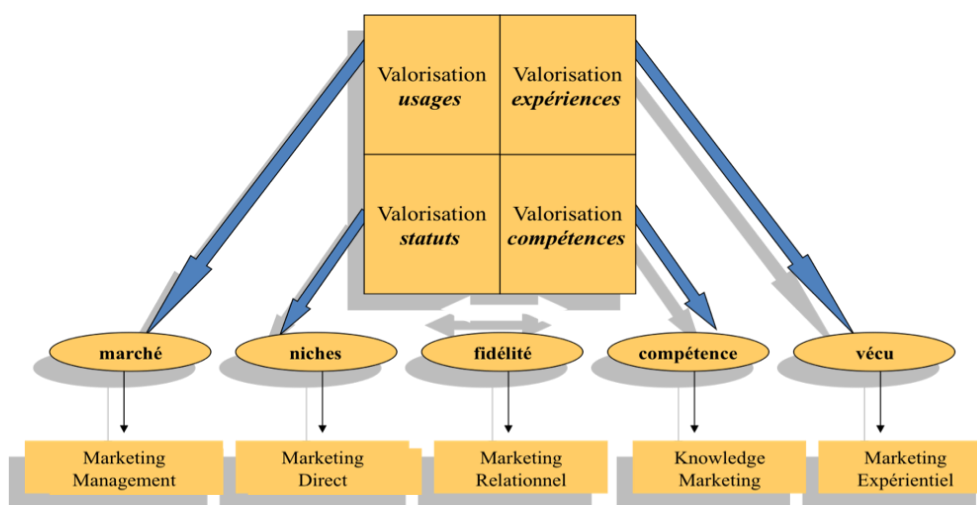 Valorisation
usages
Valorisation
expériences
Valorisation
statuts
Valorisation
compétences
marché
niches
fidélité
compétence
vécu
Marketing
Management
Marketing
Direct
Marketing
Relationnel
Knowledge
Marketing
Marketing
Expérientiel